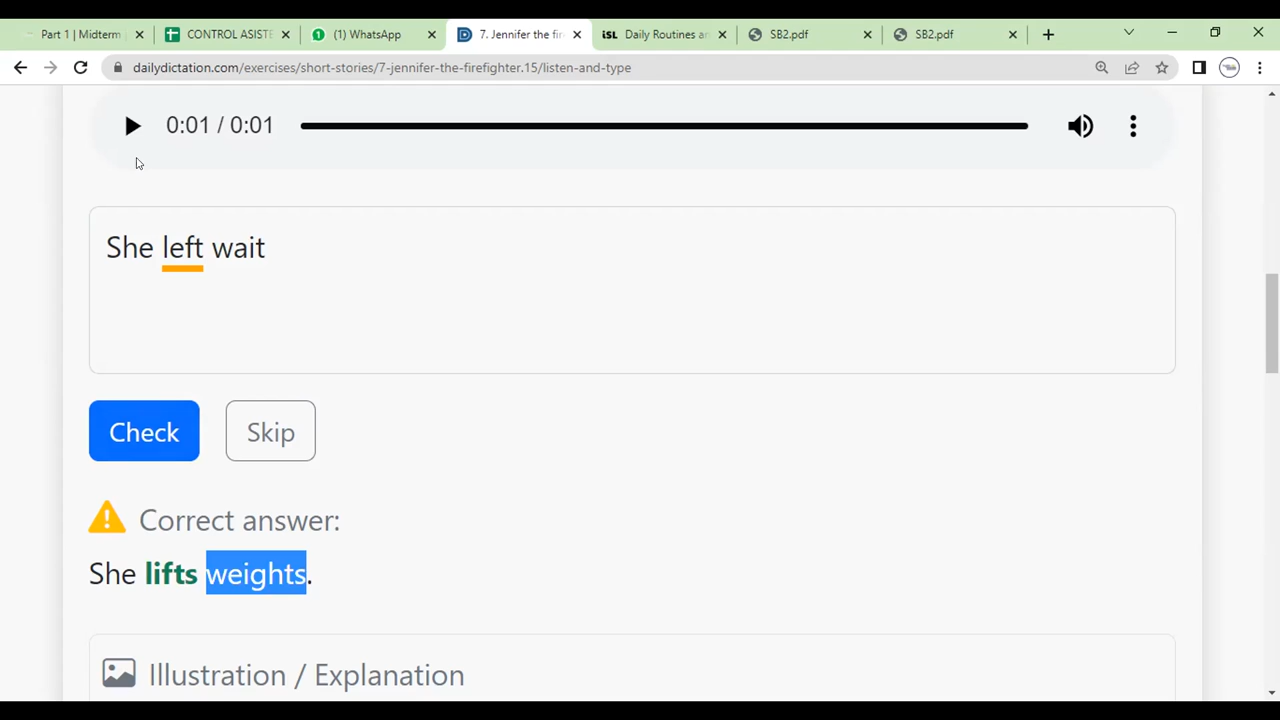 Part 1 | Midterm
CONTROL ASISTE
(1) WhatsApp
7. Jennifer the fir
iSL Daily Routines an
SB2.pdf
SB2.pdf
dailydictation.com/exercises/short-stories/7-jennifer-the-firefighter.15/listen-and-type
0:01 / 0:01
She left wait
Check
Skip
Correct answer:
She lifts weights.
Illustration / Explanation